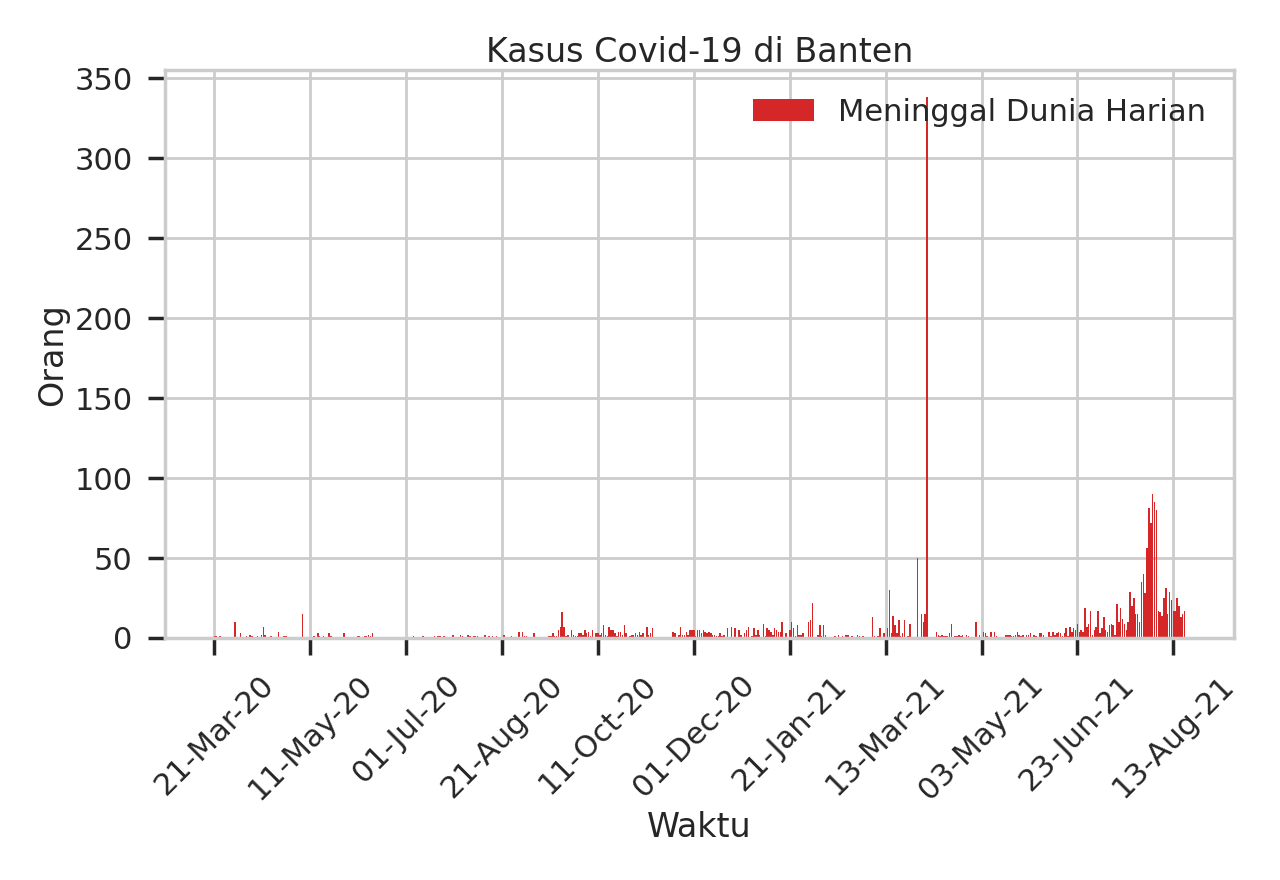 Kasus Covid-19 di Banten
Meninggal Dunia Harian
Orang
350
300
250
200
150
100
50
0
21-Mar-20
11-May-20
01-Jul-20
21-Aug-20
11-Oct-20
01-Dec-20
21-Jan-21
13-Mar-21
03-May-21
23-Jun-21
13-Aug-21
Waktu